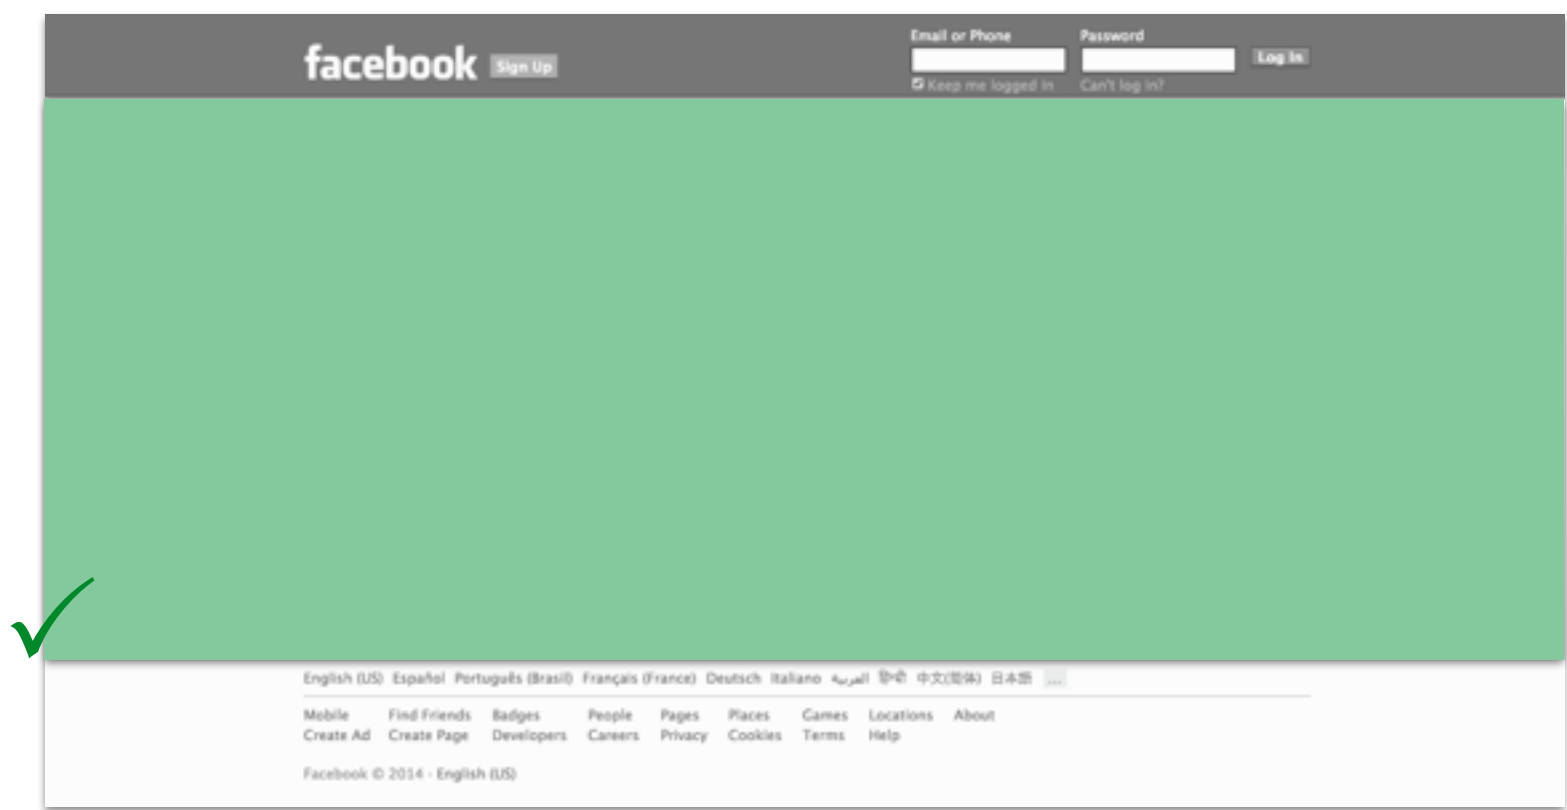 facebook Sign Up
Email or Phone Password
Log In
Keep me logged in Can't log in?
English (US) Español Português (Brasil) Français (France) Deutsch Italiano العربية हिन्दी 中文(简体) 日本語 ...
Mobile Find Friends Badges People Pages Places Games Locations About
Create Ad Create Page Developers Careers Privacy Cookies Terms Help
Facebook © 2014 · English (US)